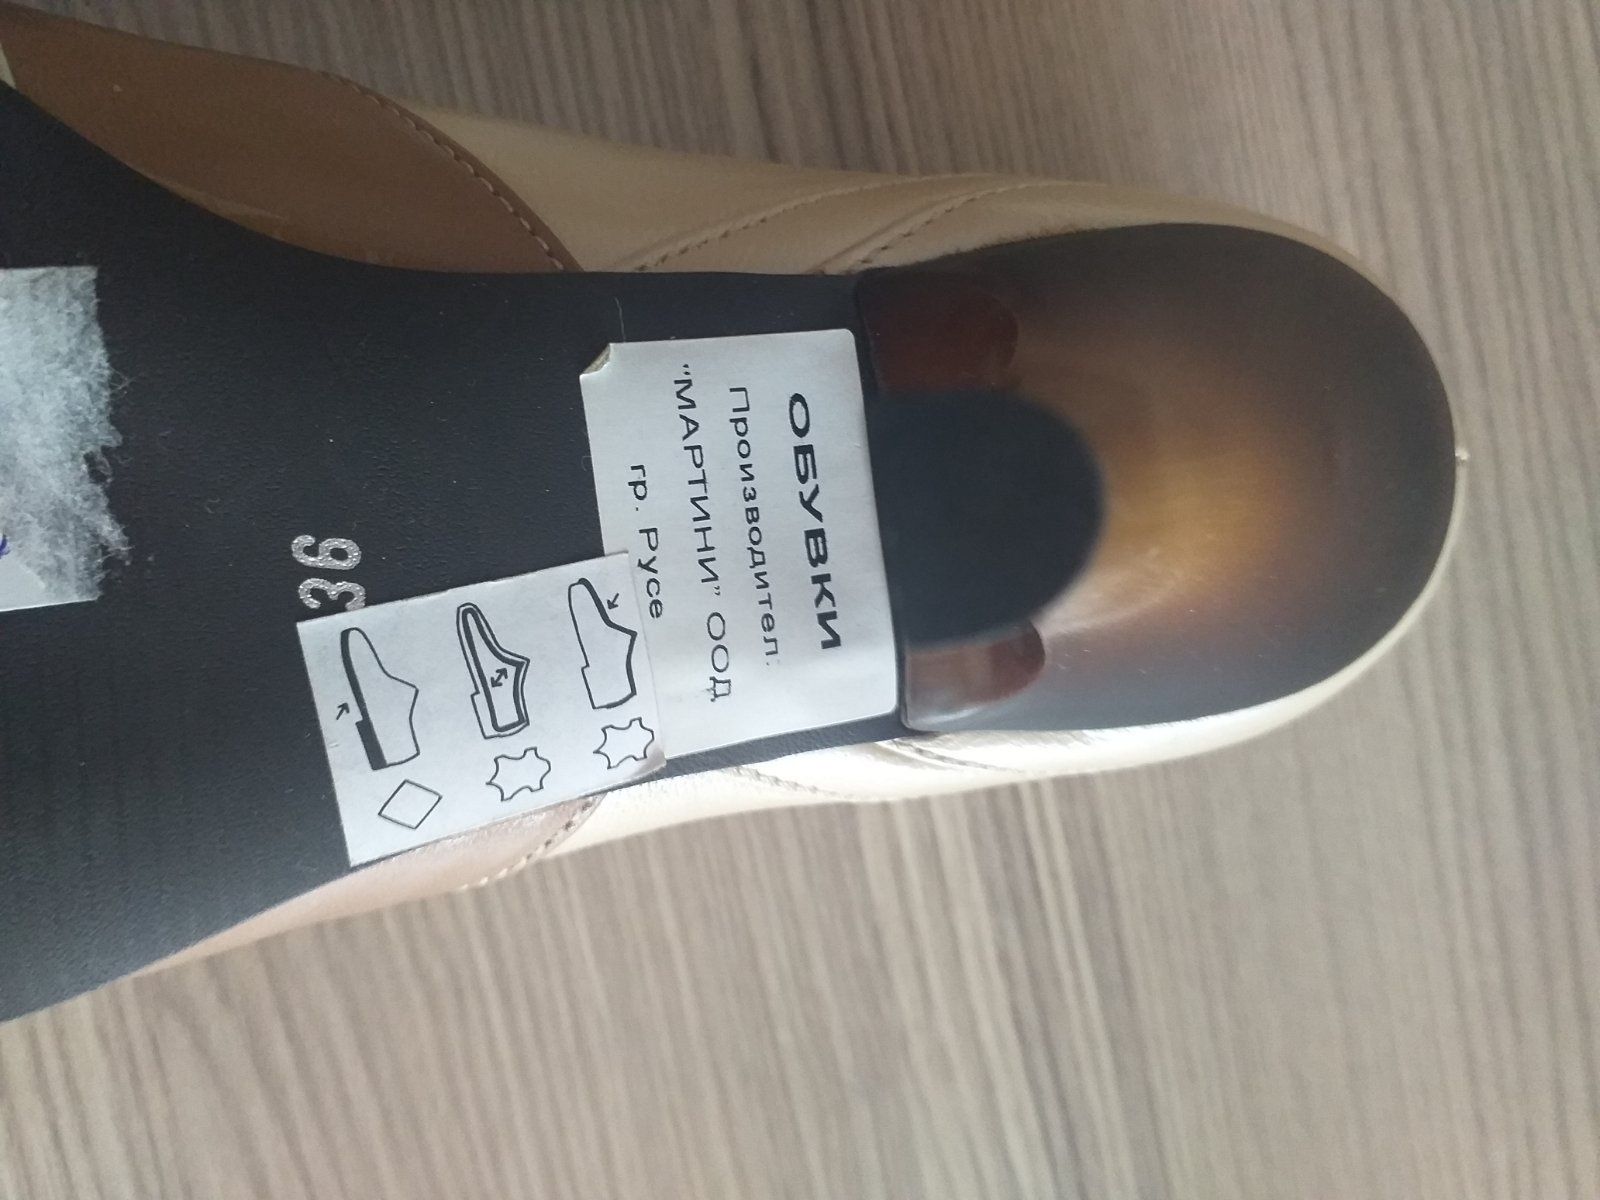 ОБУВКИ
Производител:
"МАРТИНИ" ООД
гр. Русе
36